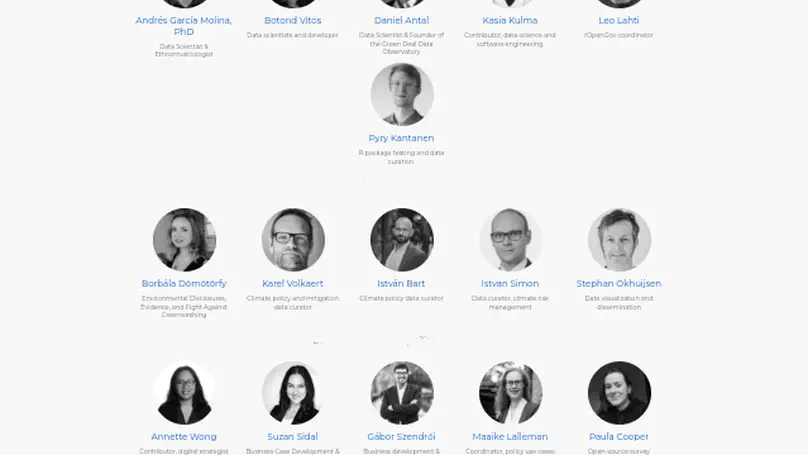 Andrés García Molina, Botond Vitos Daniel Antal Kasia Kulma Leo Lahti
PhD
Data Scientist & Ethnomusicologist
Data scientists and developer
Data Scientist & Founder of
the Green Deal Data
Observatory
Contributor, data science and
software engineering
rOpenGov coordinator
Pyry Kantanen
R package testing and data
curation.
Borbála Dömötörfy
Environmental Disclosures,
Evidence, and Fight Against
Greenwashing
Karel Volkaert
Climate policy and mitigation
data curator
István Bart
Climate policy data curator
Istvan Simon
Data curator, climate risk
management
Stephan Okhuijsen
Data visualization and
dissemination
Annette Wong
Contributor, digital strategist
Suzan Sidal
Business Case Development &
Gábor Szendrői
Business development &
Maaike Lalleman
Coordinator, policy use cases
Paula Cooper
Open-source survey